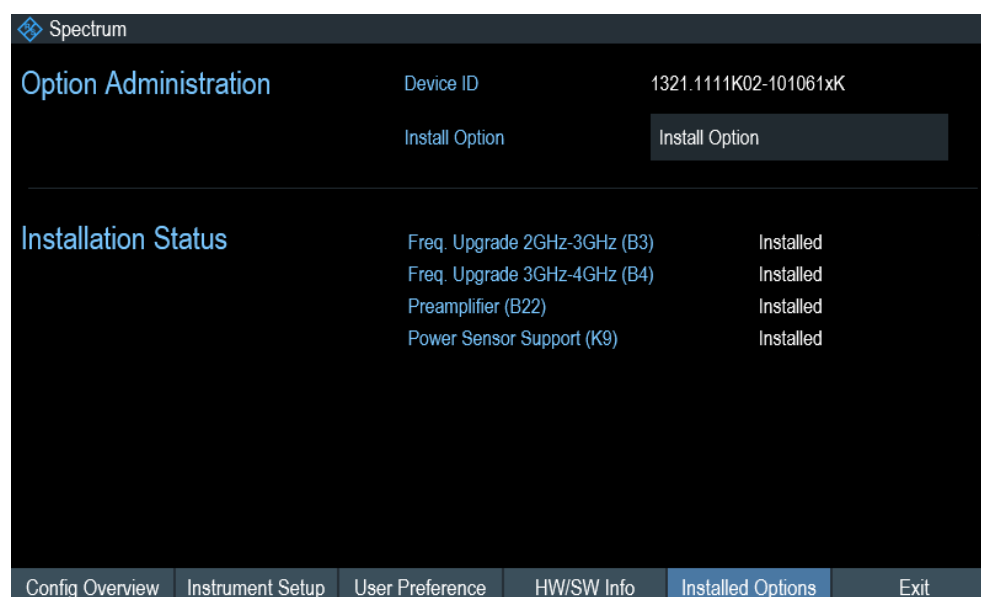 Spectrum
Option Administration
Device ID 1321.1111K02-101061xK
Install Option Install Option
Installation Status
Freq. Upgrade 2GHz-3GHz (B3) Installed
Freq. Upgrade 3GHz-4GHz (B4) Installed
Preamplifier (B22) Installed
Power Sensor Support (K9) Installed
Config Overview Instrument Setup User Preference HW/SW Info Installed Options Exit